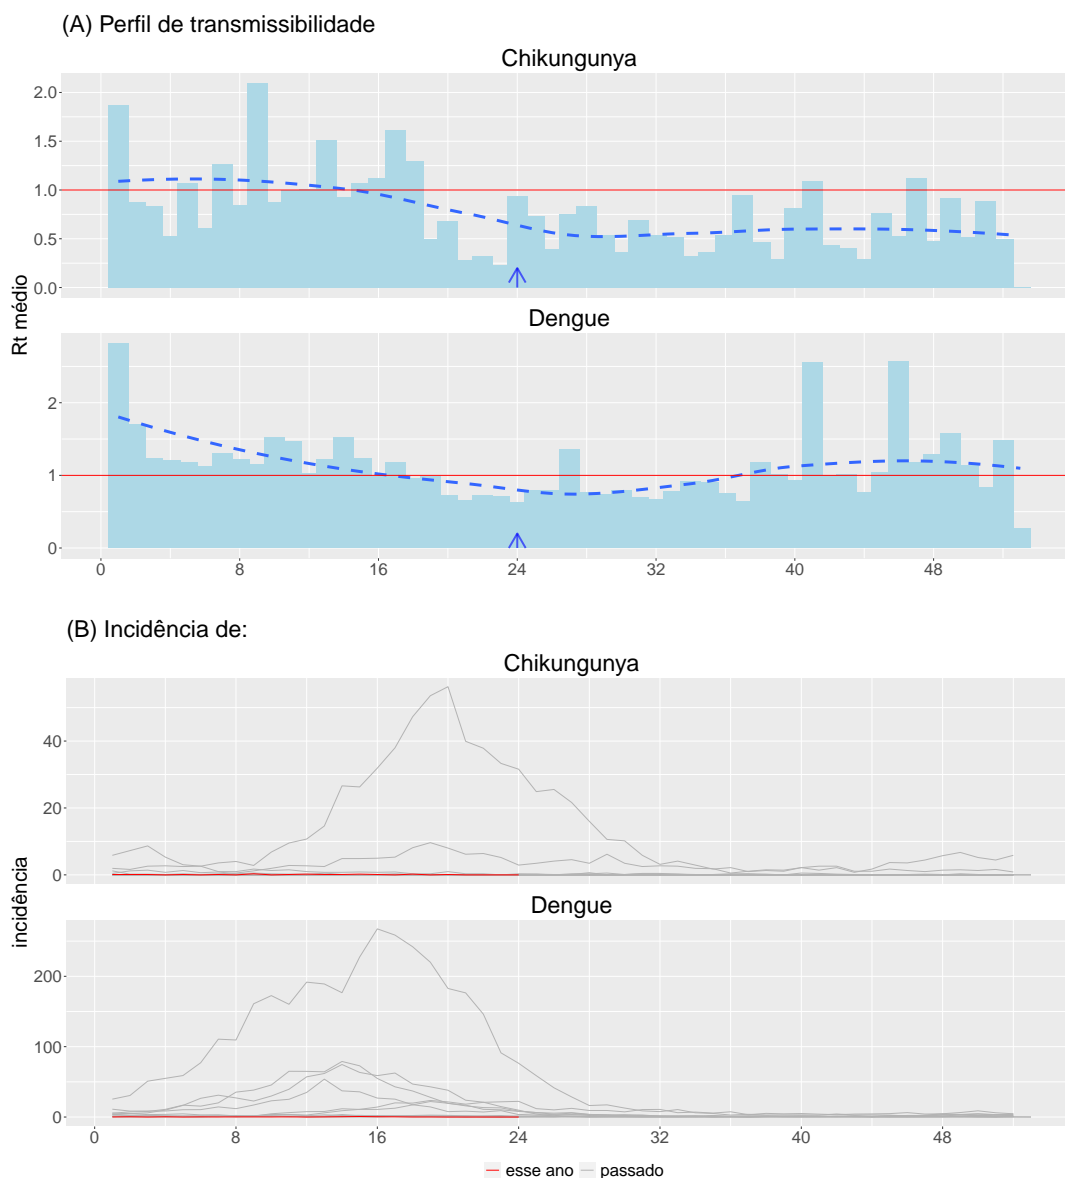 (A) Perfil de transmissibilidade
Chikungunya
2.0
1.5
1.0
0.5
0.0
Dengue
2
1
0
0 8 16 24 32 40 48
Rt médio
(B) Incidência de:
Chikungunya
40
20
0
Dengue
200
100
0
0 8 16 24 32 40 48
incidência
esse ano passado